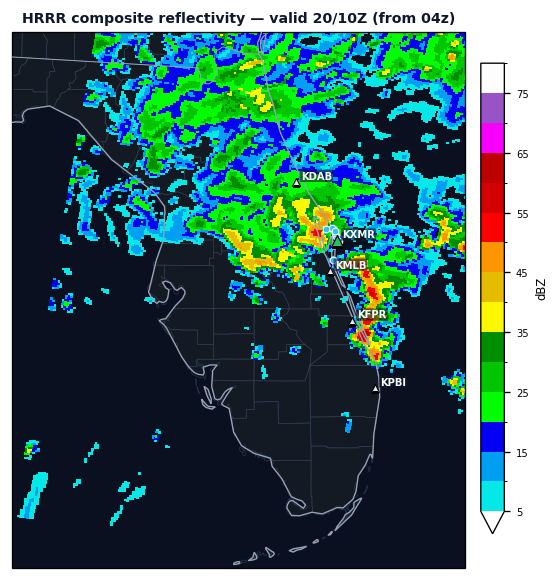 HRRR composite reflectivity — valid 20/10Z (from 04z)
KDAB
KXMR
KMLB
KFPR
KPBI
75
65
55
45
35
25
15
5
dBZ